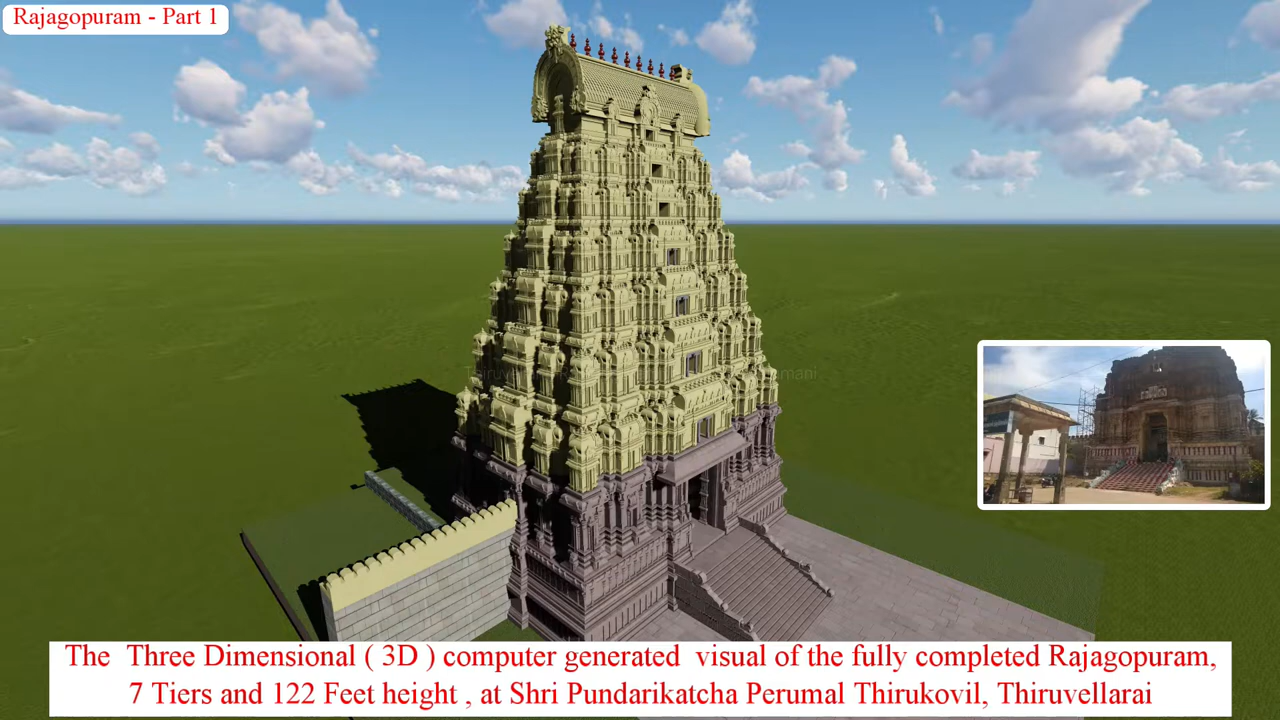 Rajagopuram - Part 1
The Three Dimensional ( 3D ) computer generated visual of the fully completed Rajagopuram,
7 Tiers and 122 Feet height , at Shri Pundarikatcha Perumal Thirukovil, Thiruvellarai